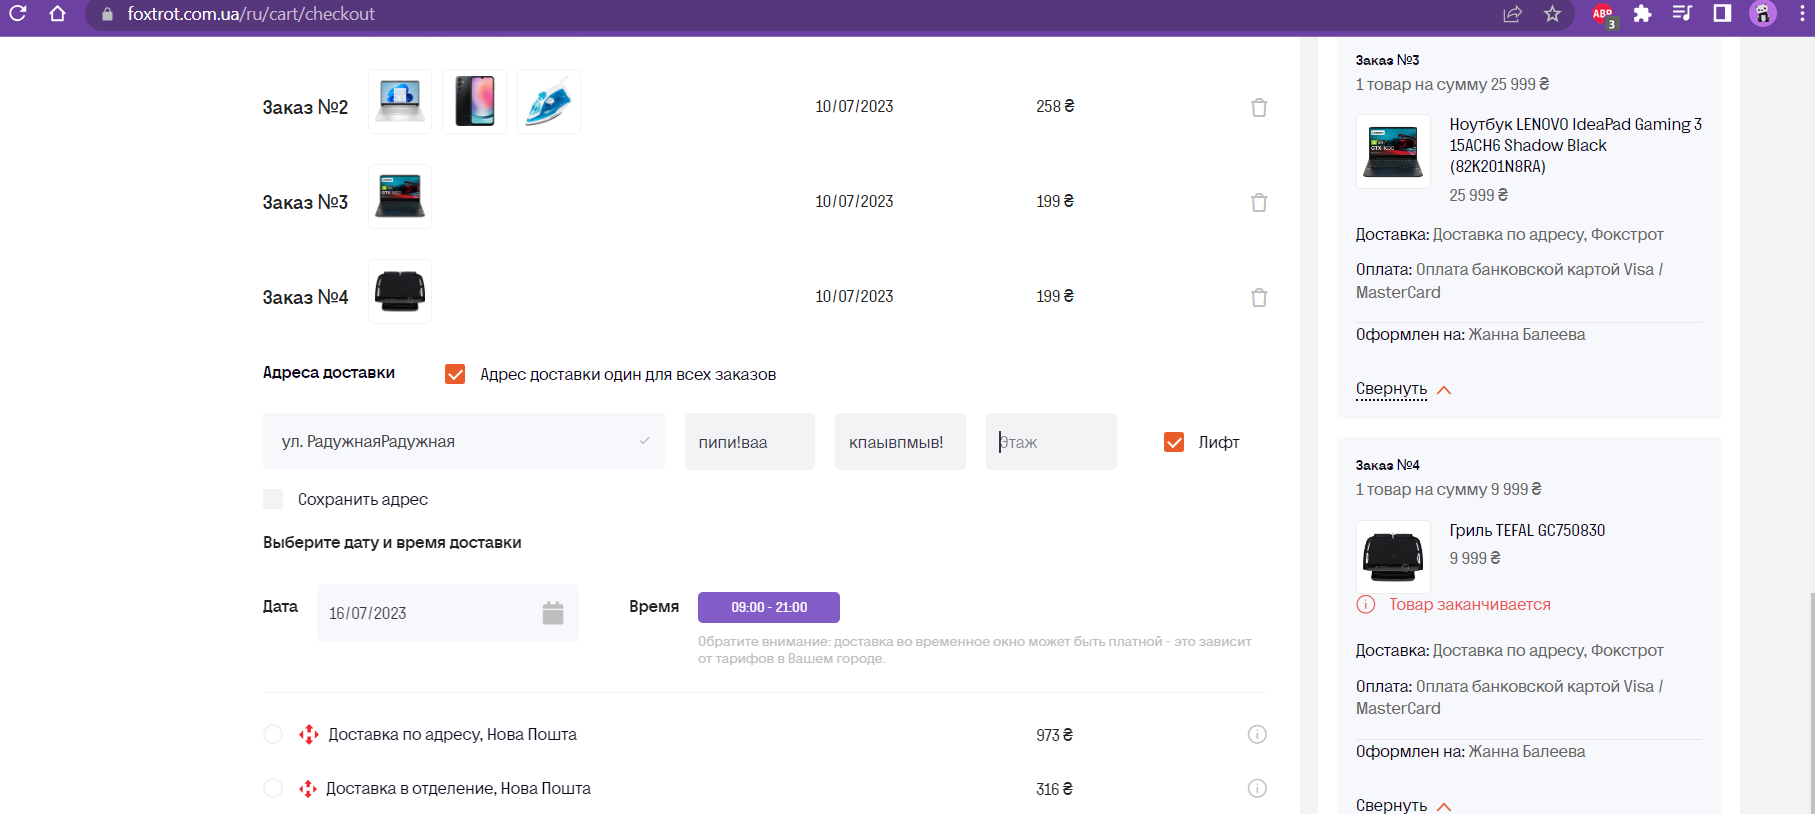 foxtrot.com.ua/ru/cart/checkout
ABP
3
Заказ №2
10/07/2023
258 ₴
Заказ №3
10/07/2023
199 ₴
Заказ №4
10/07/2023
199 ₴
Адреса доставки
Адрес доставки один для всех заказов
ул. РадужнаяРадужная
пипи!ваа
кпаывпмыв!
Этаж
Лифт
Сохранить адрес
Выберите дату и время доставки
Дата
16/07/2023
Время
09:00 - 21:00
Обратите внимание: доставка во временное окно может быть платной - это зависит
от тарифов в Вашем городе.
Доставка по адресу, Нова Пошта
973 ₴
Доставка в отделение, Нова Пошта
316 ₴
Заказ №3
1 товар на сумму 25 999 ₴
Ноутбук LENOVO IdeaPad Gaming 3
15ACH6 Shadow Black
(82K201N8RA)
25 999 ₴
Доставка: Доставка по адресу, Фокстрот
Оплата: Оплата банковской картой Visa /
MasterCard
Оформлен на: Жанна Балеева
Свернуть
Заказ №4
1 товар на сумму 9 999 ₴
Гриль TEFAL GC750830
9 999 ₴
Товар заканчивается
Доставка: Доставка по адресу, Фокстрот
Оплата: Оплата банковской картой Visa /
MasterCard
Оформлен на: Жанна Балеева
Свернуть